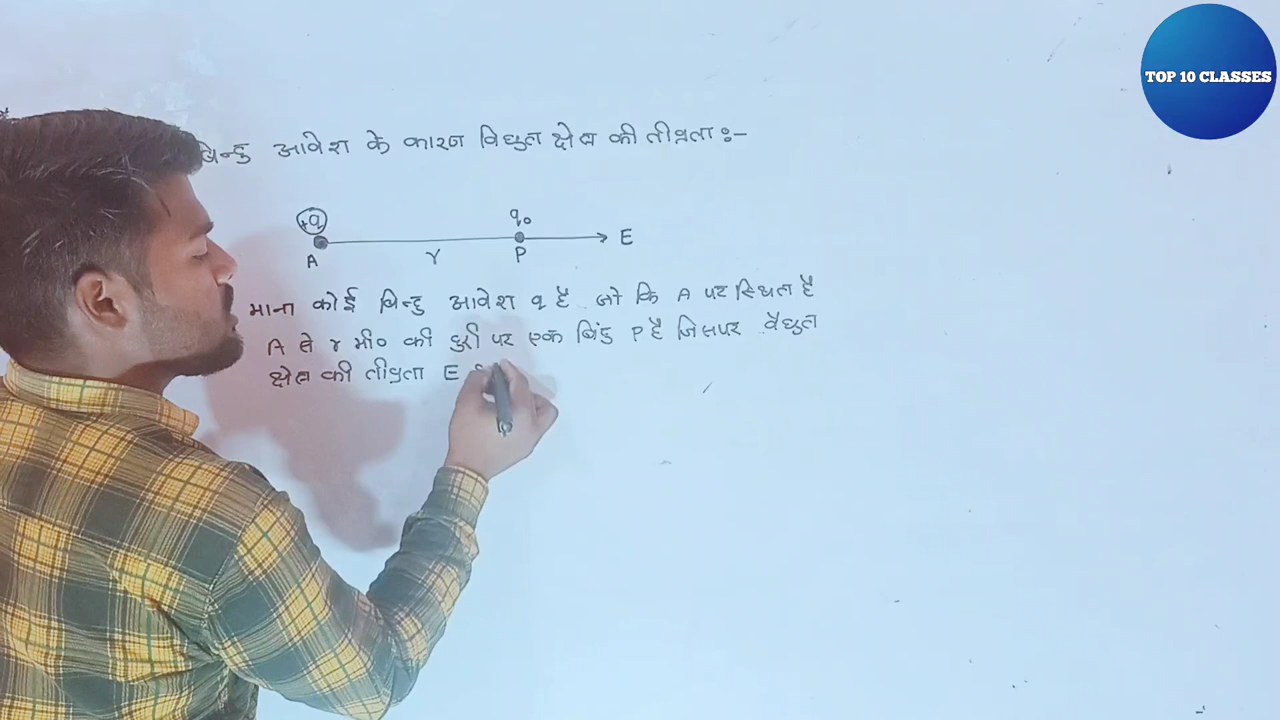 TOP 10 CLASSES
बिन्दु आवेश के कारण विद्युत क्षेत्र की तीव्रता :-
+q q₀
A r P E
माना कोई बिन्दु आवेश q है जो कि A पर स्थित है
A से r मी० की दुरी पर एक बिंदु P है जिसपर वैद्युत
क्षेत्र की तीव्रता E